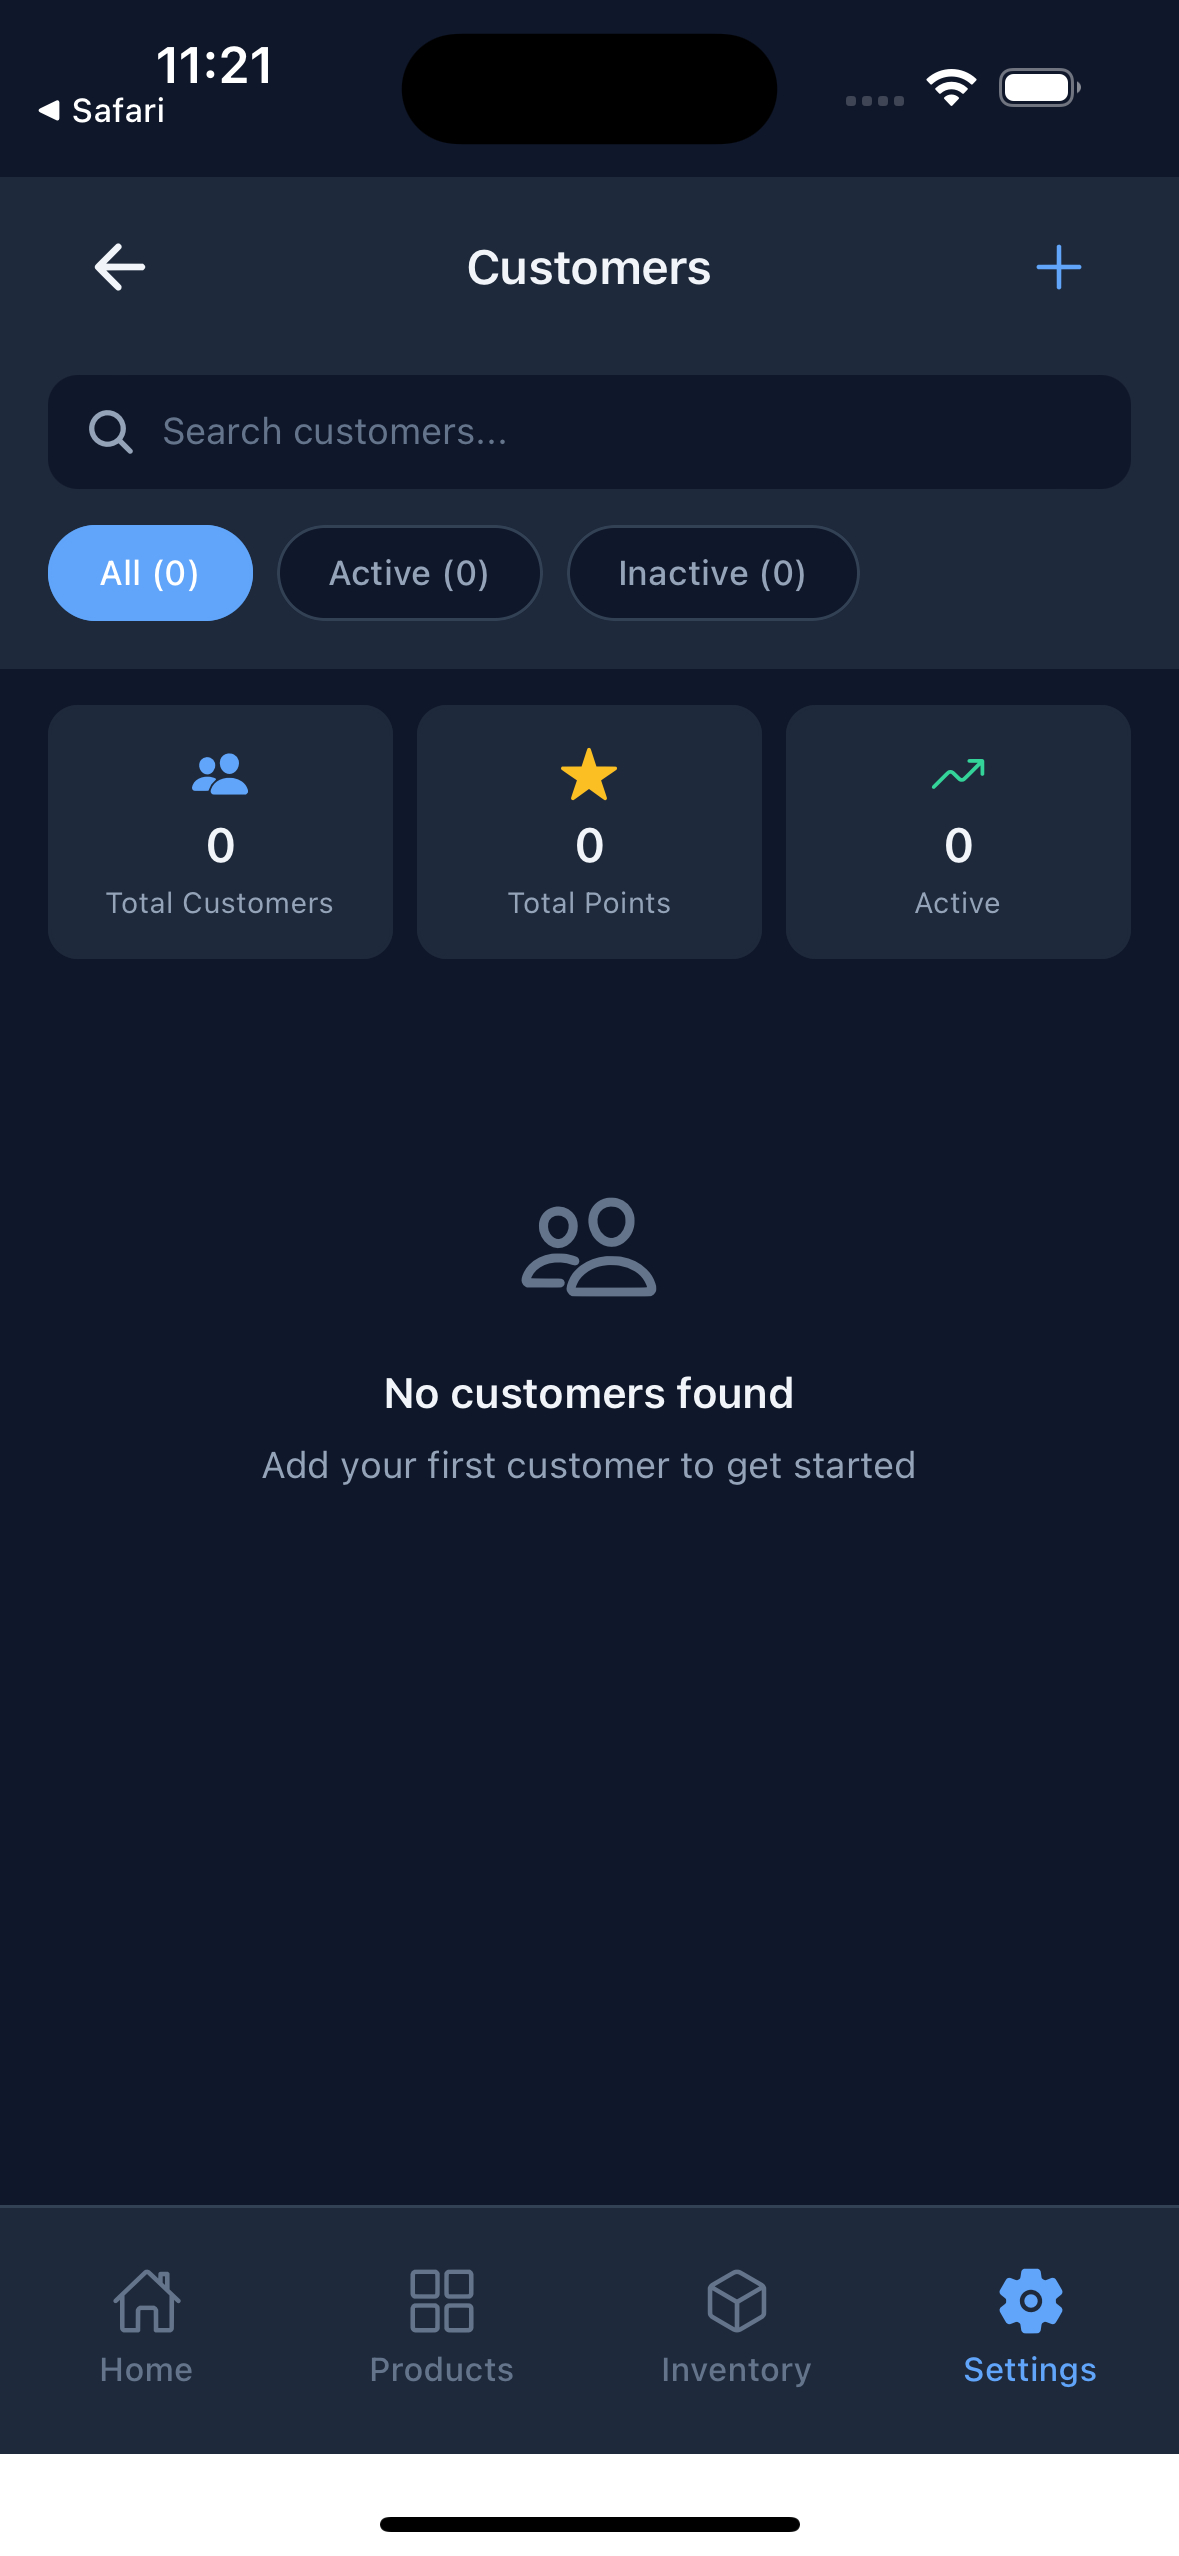 11:21
Safari
Customers
Search customers...
All (0)
Active (0)
Inactive (0)
0
Total Customers
0
Total Points
0
Active
No customers found
Add your first customer to get started
Home
Products
Inventory
Settings